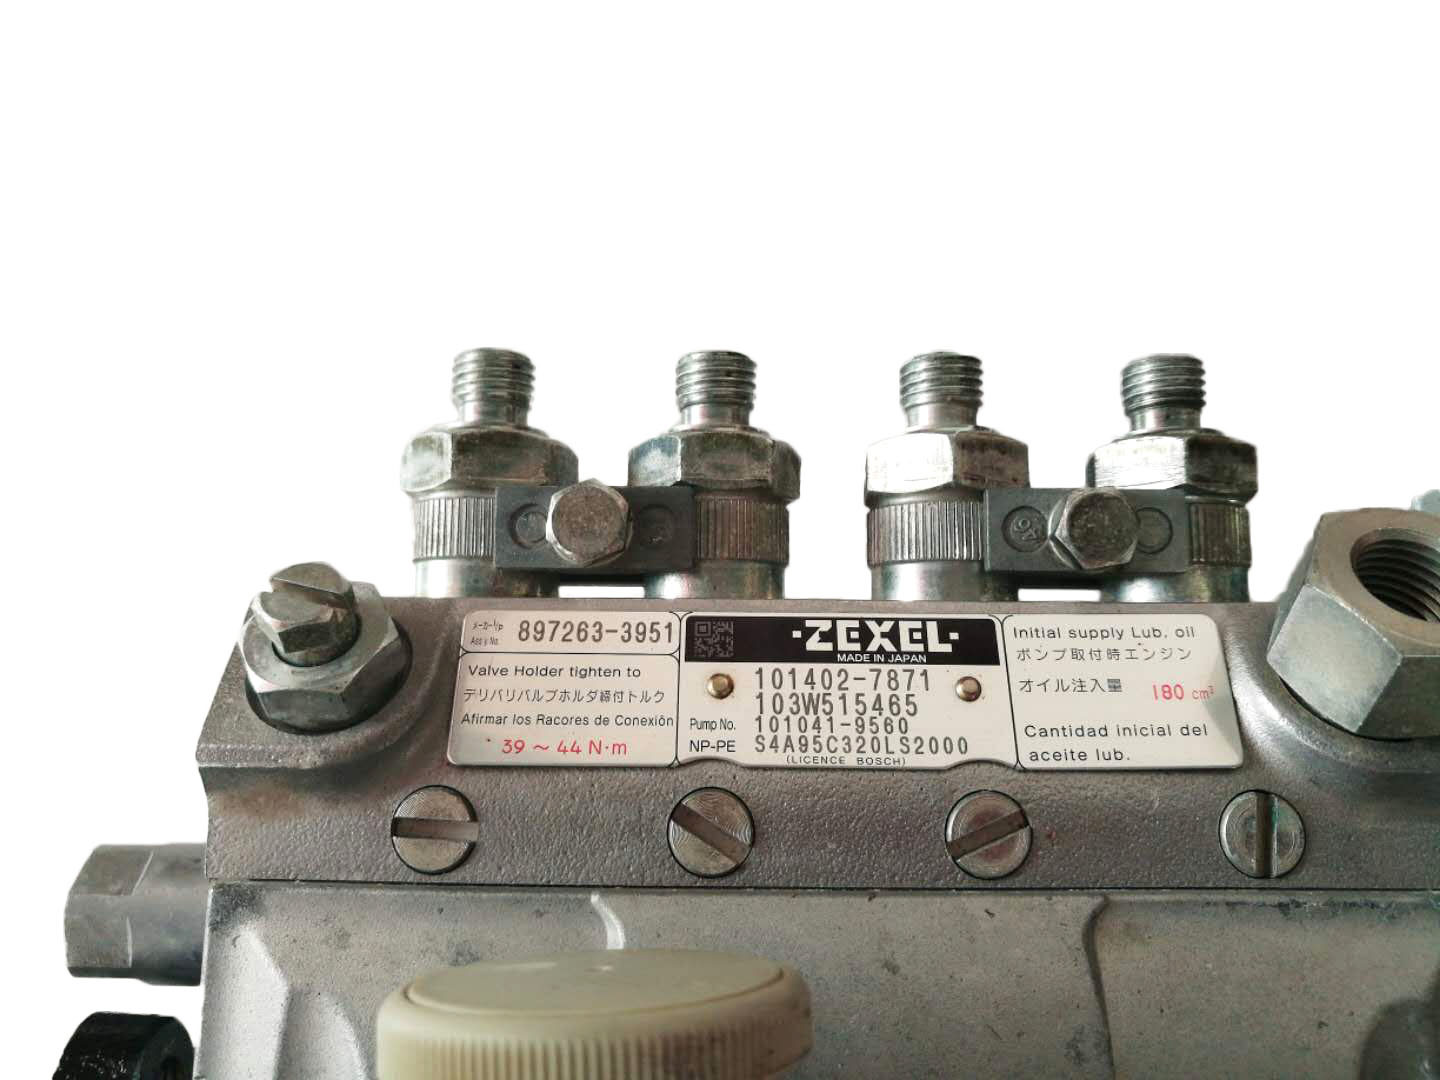 メーカーl/P
Ass'y No. 897263-3951
Valve Holder tighten to
デリバリバルブホルダ締付トルク
Afirmar los Racores de Conexión
39 ~ 44 N·m
·ZEXEL·
MADE IN JAPAN
101402-7871
103W515465
Pump No. 101041-9560
NP-PE S4A95C320LS2000
(LICENCE BOSCH)
Initial supply Lub. oil
ポンプ取付時エンジン
オイル注入量 180 cm³
Cantidad inicial del
aceite lub.